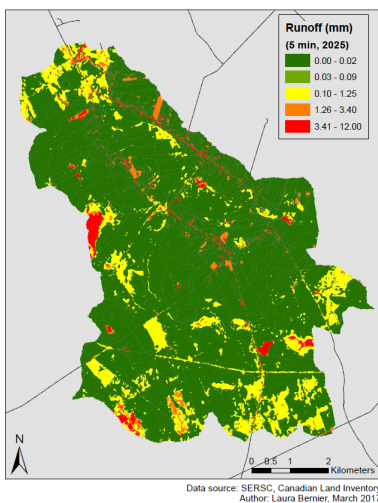 Runoff (mm)
(5 min, 2025)
0.00 - 0.02
0.03 - 0.09
0.10 - 1.25
1.26 - 3.40
3.41 - 12.00
N
0 0.5 1 2
Kilometers
Data source: SERSC, Canadian Land Inventory
Author: Laura Bernier, March 2017